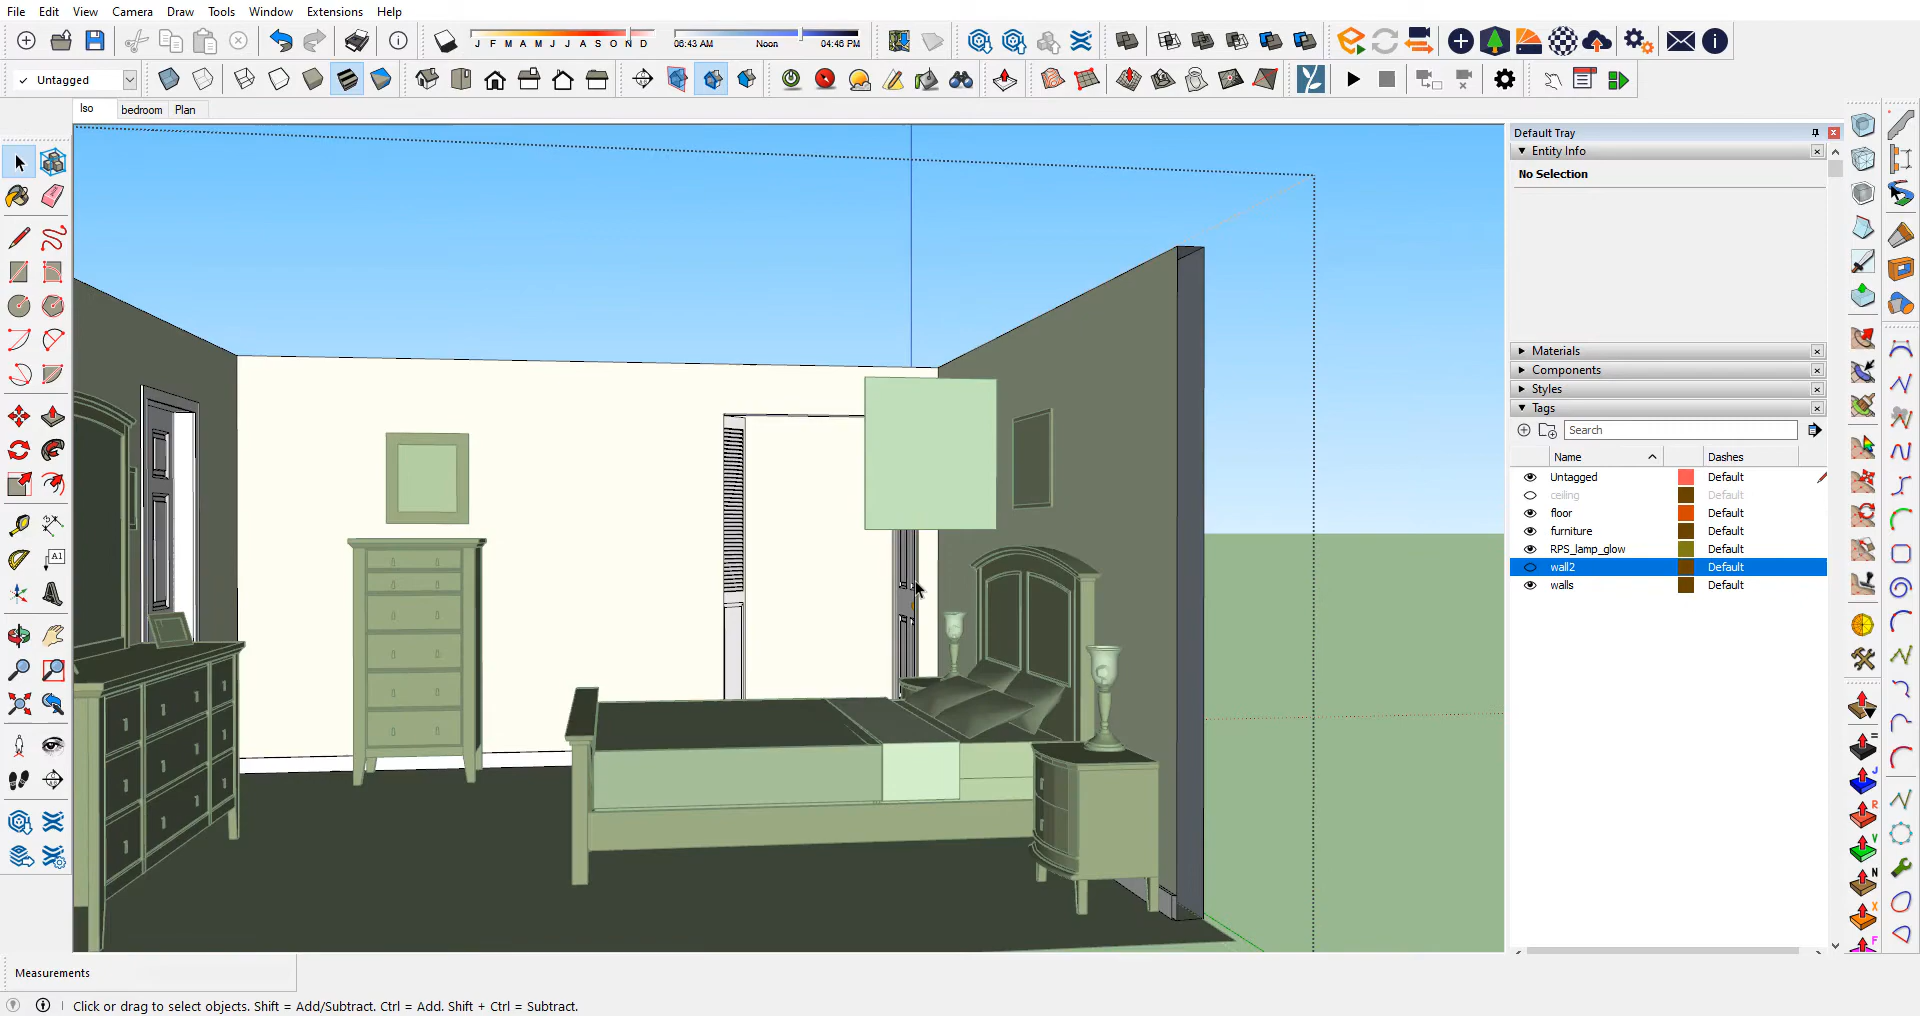 File Edit View Camera Draw Tools Window Extensions Help
J F M A M J J A S O N D 06:43 AM Noon 04:46 PM
✓ Untagged
Iso bedroom Plan
Default Tray
Entity Info
No Selection
Materials
Components
Styles
Tags
Search
Name Dashes
Untagged Default
ceiling Default
floor Default
furniture Default
RPS_lamp_glow Default
wall2 Default
walls Default
A1
J
R
V
N
X
F
Measurements
Click or drag to select objects. Shift = Add/Subtract. Ctrl = Add. Shift + Ctrl = Subtract.